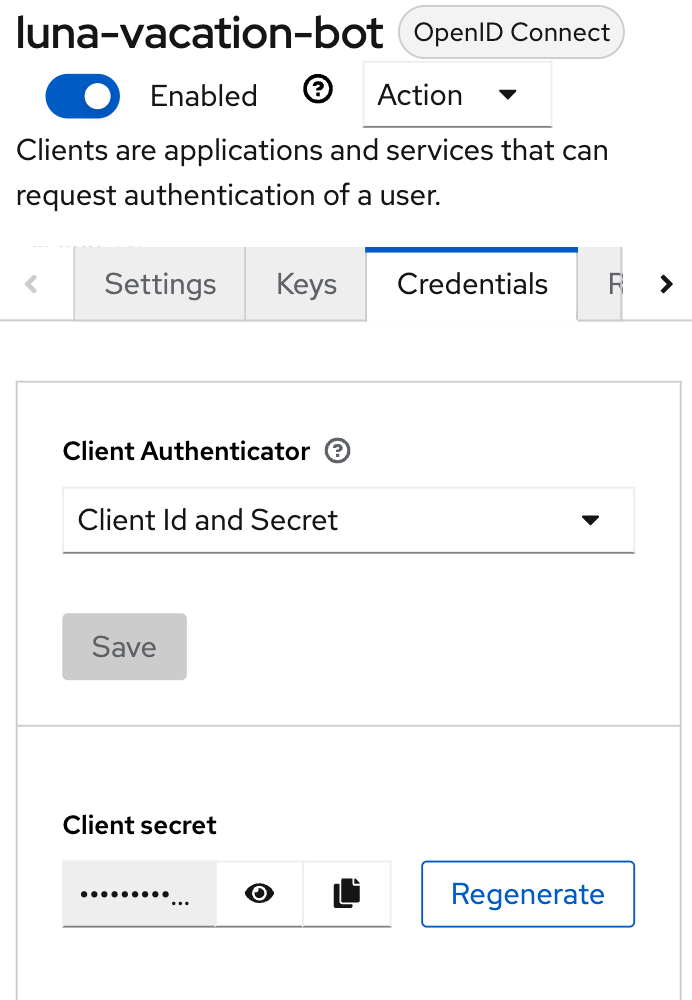 luna-vacation-bot OpenID Connect
Enabled Action
Clients are applications and services that can
request authentication of a user.
Settings Keys Credentials
Client Authenticator
Client Id and Secret
Save
Client secret
•••••••••...
Regenerate